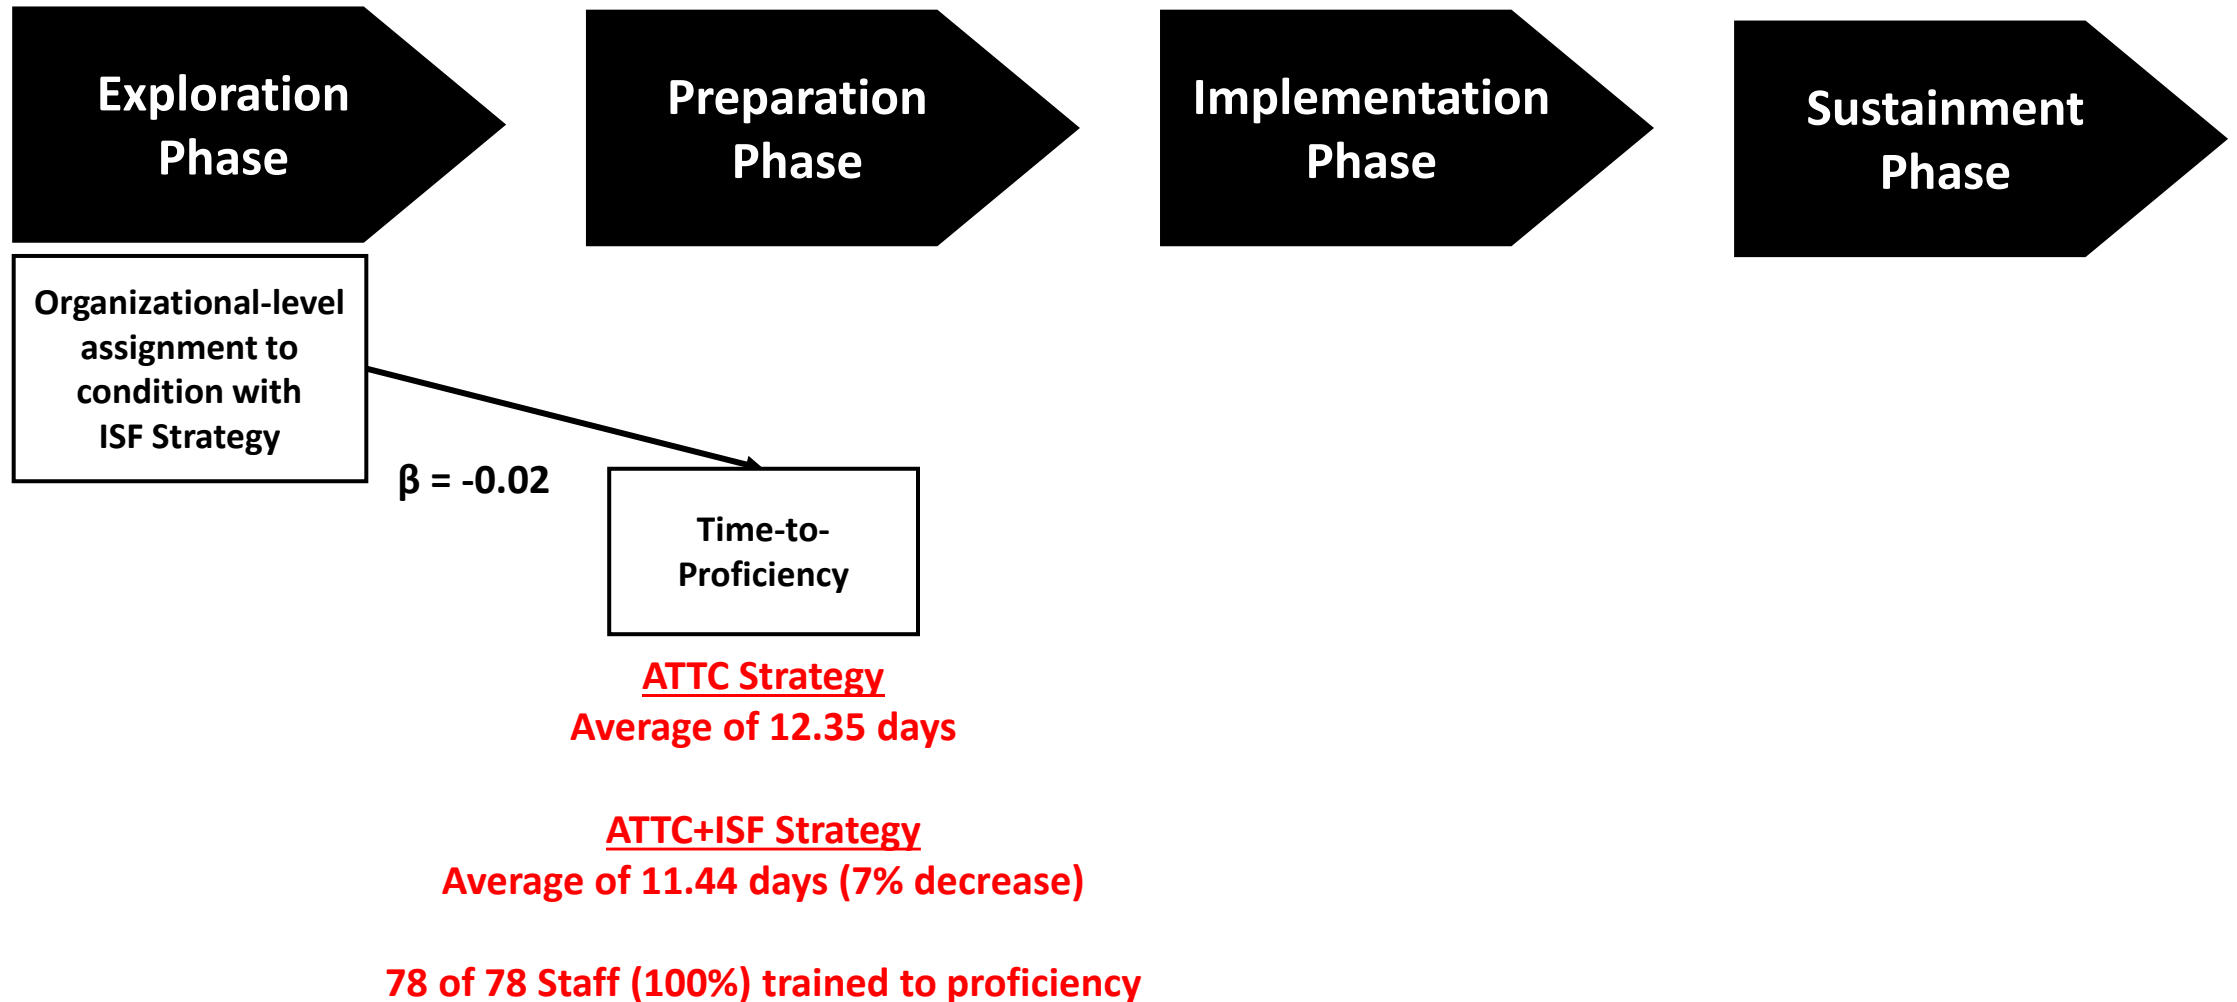 Exploration
Phase
Preparation
Phase
Implementation
Phase
Sustainment
Phase
Organizational-level
assignment to
condition with
ISF Strategy
β = -0.02
Time-to-
Proficiency
ATTC Strategy
Average of 12.35 days
ATTC+ISF Strategy
Average of 11.44 days (7% decrease)
78 of 78 Staff (100%) trained to proficiency